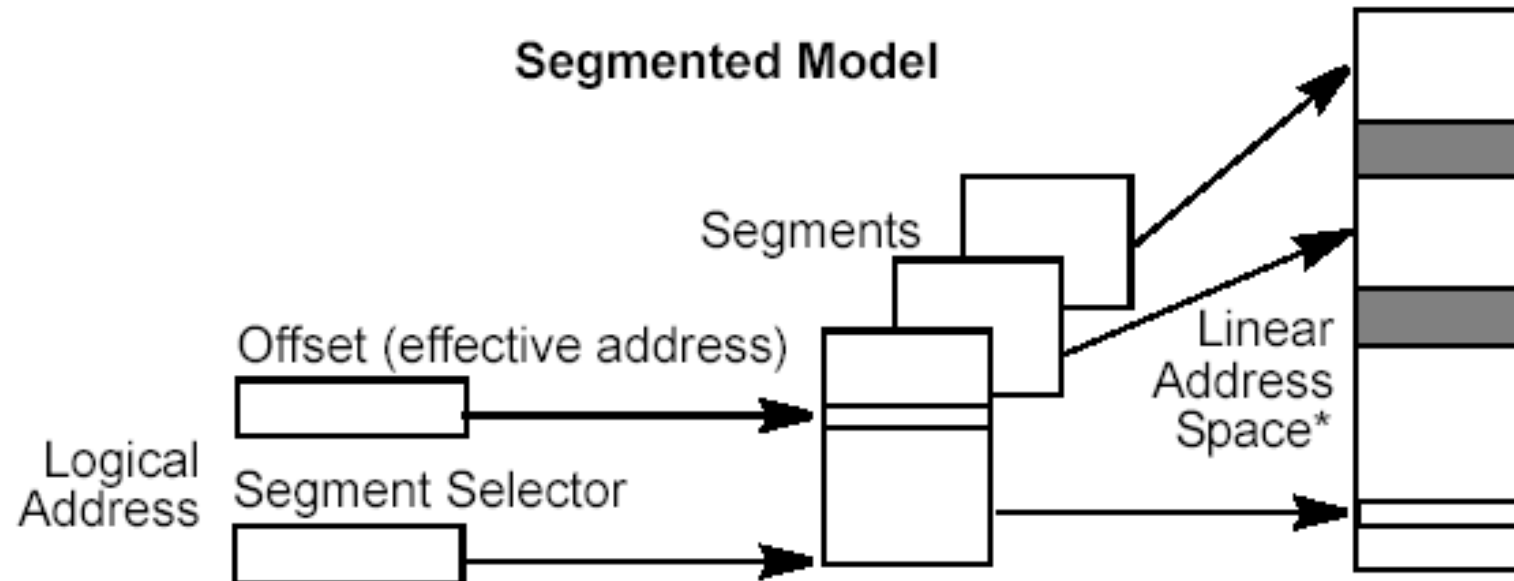 Segmented Model
Segments
Offset (effective address)
Linear
Address
Space*
Logical
Address
Segment Selector